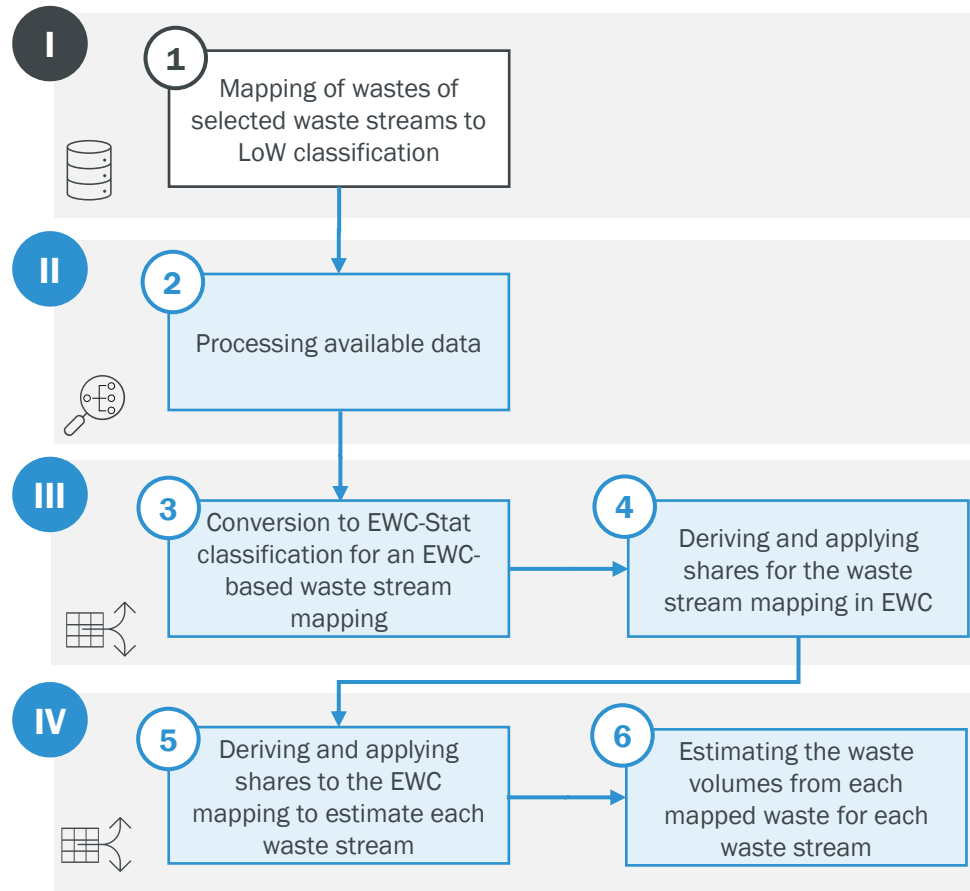 I
1
Mapping of wastes of
selected waste streams to
LoW classification
II
2
Processing available data
III
3
Conversion to EWC-Stat
classification for an EWC-
based waste stream
mapping
4
Deriving and applying
shares for the waste
stream mapping in EWC
IV
5
Deriving and applying
shares to the EWC
mapping to estimate each
waste stream
6
Estimating the waste
volumes from each
mapped waste for each
waste stream